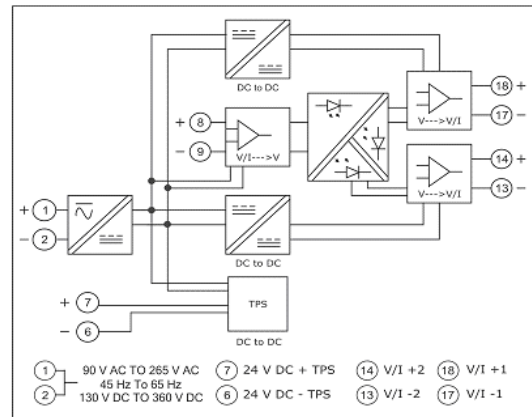 DC to DC
18 +
17 -
V--->V/I
+ 8
- 9
V/I--->V
14 +
13 -
V--->V/I
+ 1
- 2
DC to DC
+ 7
- 6
TPS
DC to DC
1 90 V AC TO 265 V AC 7 24 V DC + TPS 14 V/I +2 18 V/I +1
45 Hz To 65 Hz
2 130 V DC TO 360 V DC 6 24 V DC - TPS 13 V/I -2 17 V/I -1